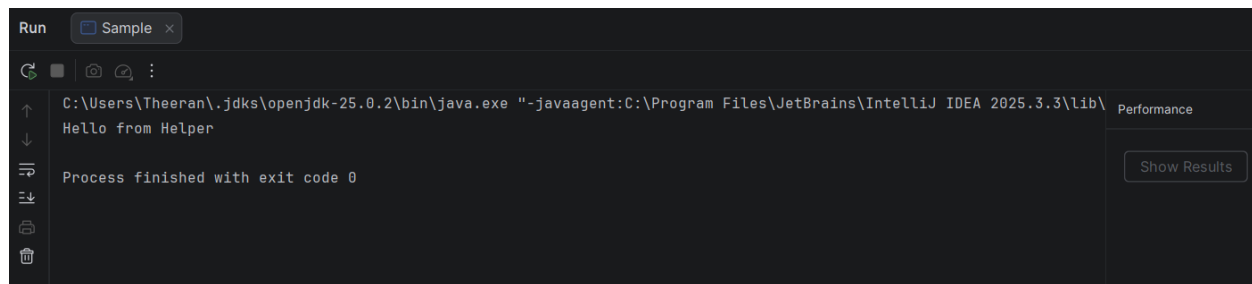 Run Sample
C:\Users\Theeran\.jdks\openjdk-25.0.2\bin\java.exe "-javaagent:C:\Program Files\JetBrains\IntelliJ IDEA 2025.3.3\lib\
Performance
Hello from Helper
Show Results
Process finished with exit code 0